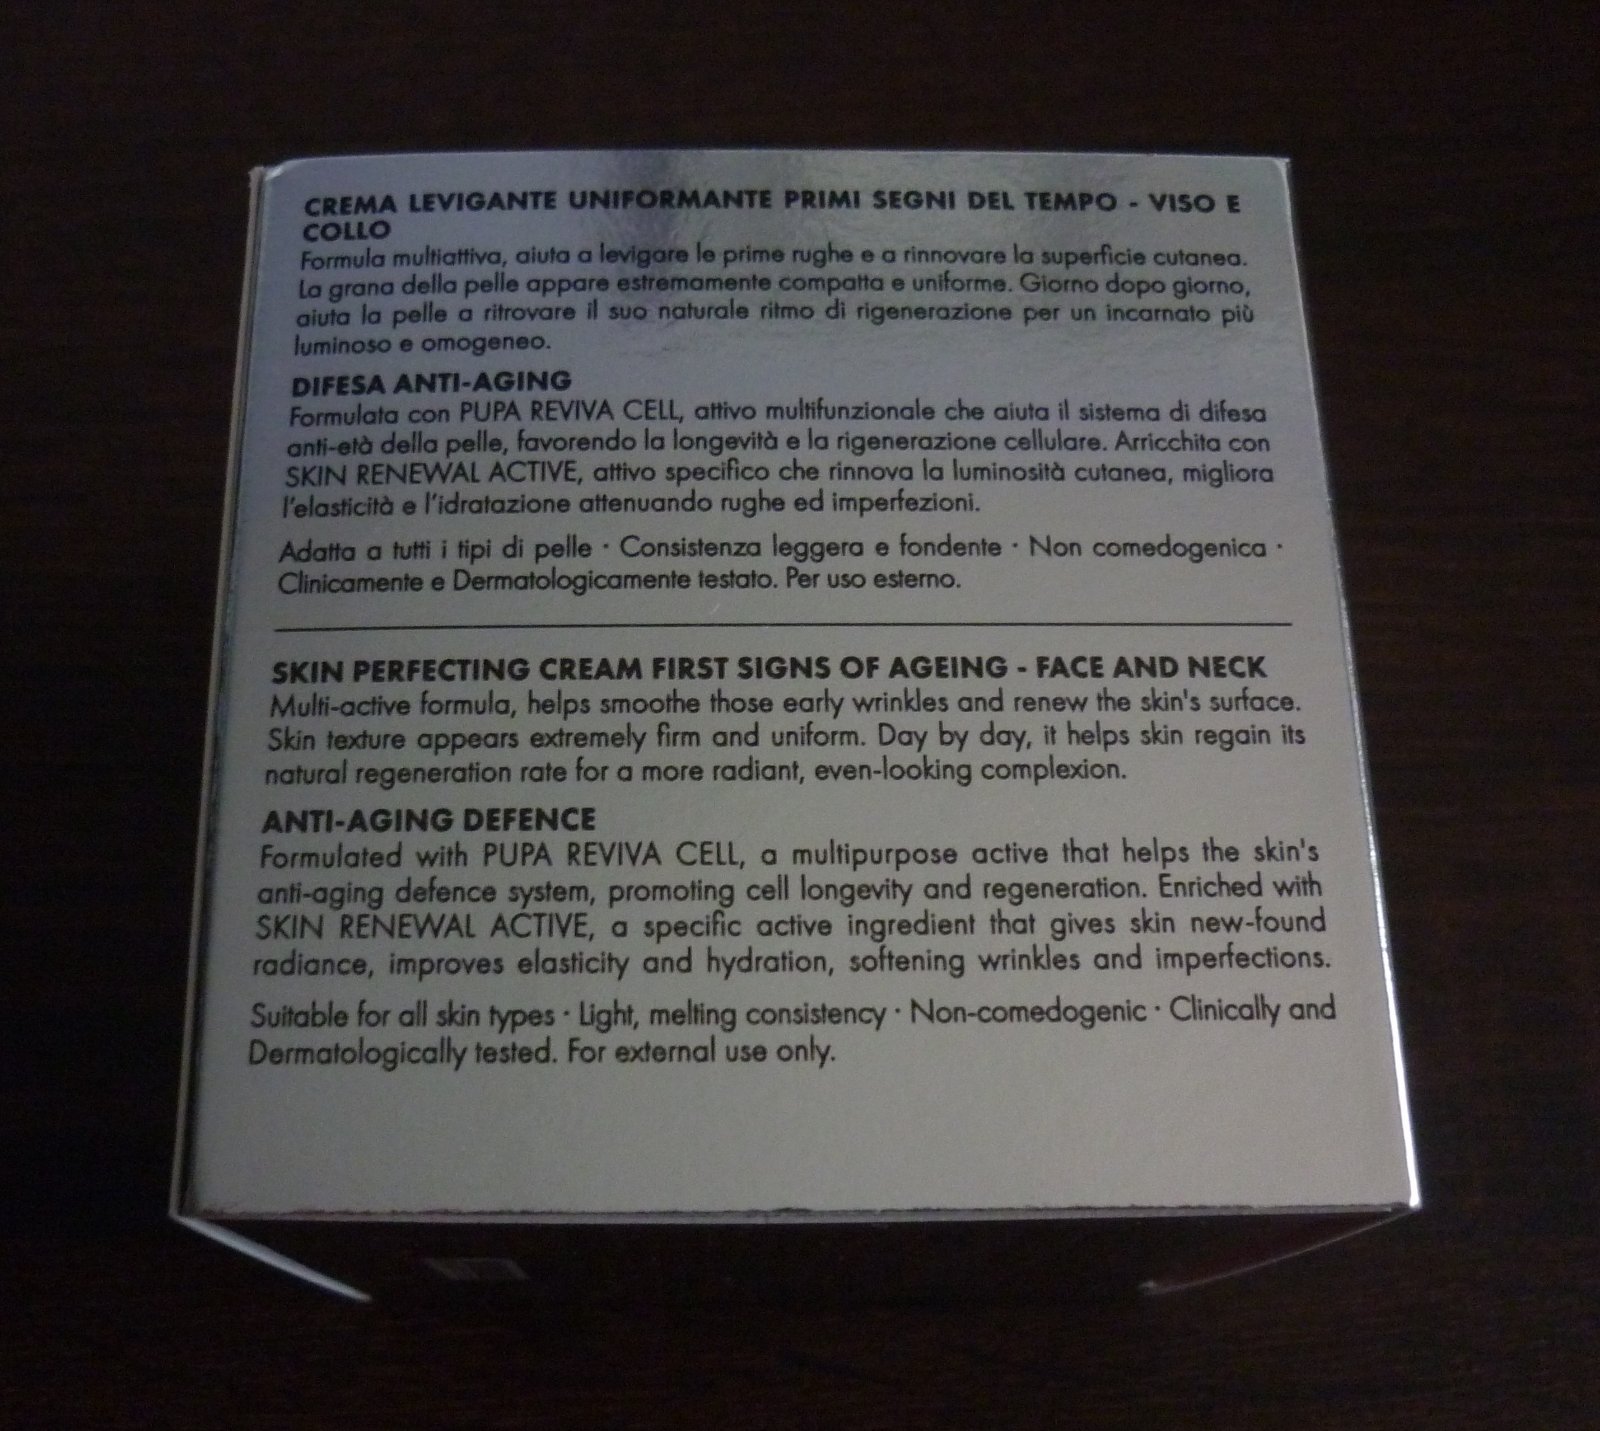 CREMA LEVIGANTE UNIFORMANTE PRIMI SEGNI DEL TEMPO - VISO E
COLLO
Formula multiattiva, aiuta a levigare le prime rughe e a rinnovare la superficie cutanea.
La grana della pelle appare estremamente compatta e uniforme. Giorno dopo giorno,
aiuta la pelle a ritrovare il suo naturale ritmo di rigenerazione per un incarnato più
luminoso e omogeneo.
DIFESA ANTI-AGING
Formulata con PUPA REVIVA CELL, attivo multifunzionale che aiuta il sistema di difesa
anti-età della pelle, favorendo la longevità e la rigenerazione cellulare. Arricchita con
SKIN RENEWAL ACTIVE, attivo specifico che rinnova la luminosità cutanea, migliora
l'elasticità e l'idratazione attenuando rughe ed imperfezioni.
Adatta a tutti i tipi di pelle · Consistenza leggera e fondente · Non comedogenica ·
Clinicamente e Dermatologicamente testato. Per uso esterno.
SKIN PERFECTING CREAM FIRST SIGNS OF AGEING - FACE AND NECK
Multi-active formula, helps smoothe those early wrinkles and renew the skin's surface.
Skin texture appears extremely firm and uniform. Day by day, it helps skin regain its
natural regeneration rate for a more radiant, even-looking complexion.
ANTI-AGING DEFENCE
Formulated with PUPA REVIVA CELL, a multipurpose active that helps the skin's
anti-aging defence system, promoting cell longevity and regeneration. Enriched with
SKIN RENEWAL ACTIVE, a specific active ingredient that gives skin new-found
radiance, improves elasticity and hydration, softening wrinkles and imperfections.
Suitable for all skin types · Light, melting consistency · Non-comedogenic · Clinically and
Dermatologically tested. For external use only.